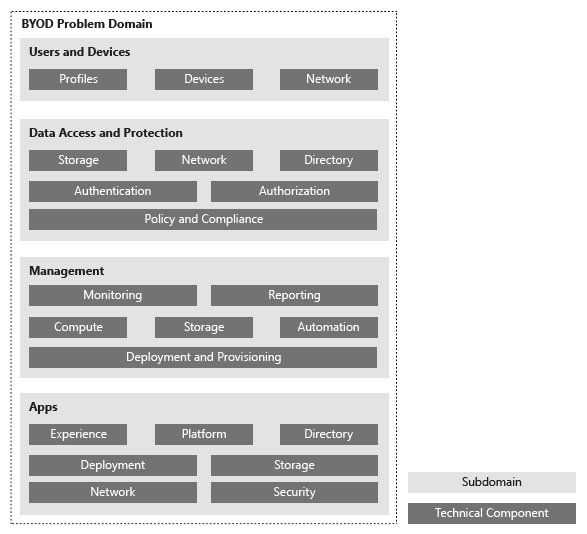 BYOD Problem Domain
Users and Devices
Profiles Devices Network
Data Access and Protection
Storage Network Directory
Authentication Authorization
Policy and Compliance
Management
Monitoring Reporting
Compute Storage Automation
Deployment and Provisioning
Apps
Experience Platform Directory
Deployment Storage
Network Security
Subdomain
Technical Component